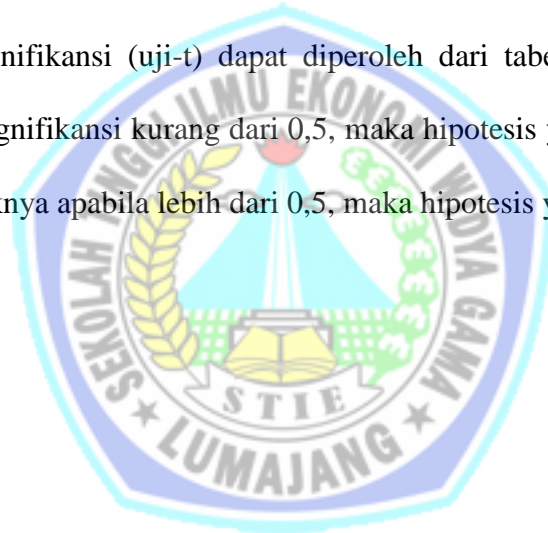 nifikansi (uji-t) dapat diperoleh dari tabe
gnifikansi kurang dari 0,5, maka hipotesis y
knya apabila lebih dari 0,5, maka hipotesis y
SEKOLAH TINGGI ILMU EKONOMI WIDYA GAMA
STIE
LUMAJANG